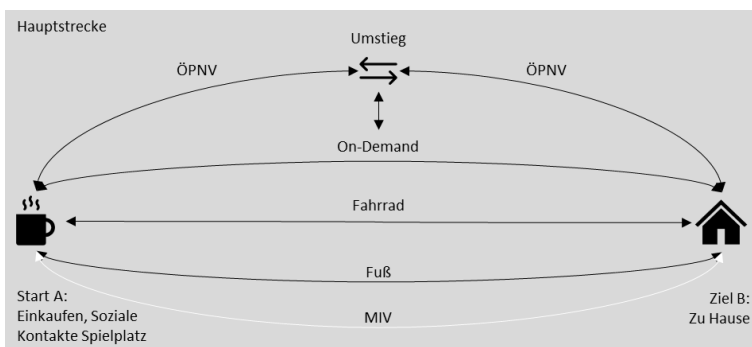 Hauptstrecke
Umstieg
ÖPNV
ÖPNV
On-Demand
Fahrrad
Fuß
MIV
Start A:
Einkaufen, Soziale
Kontakte Spielplatz
Ziel B:
Zu Hause